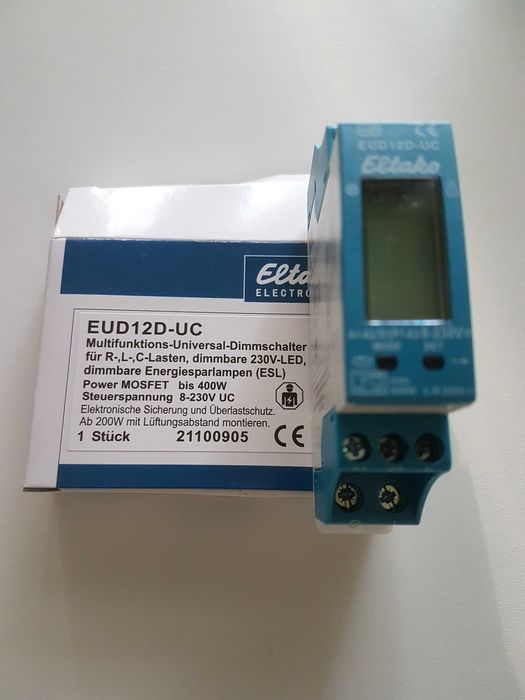 Eltako
ELECTRO
EUD12D-UC
Multifunktions-Universal-Dimmschalter
für R-,L-,C-Lasten, dimmbare 230V-LED,
dimmbare Energiesparlampen (ESL)
Power MOSFET bis 400W
Steuerspannung 8-230V UC
Elektronische Sicherung und Überlastschutz.
Ab 200W mit Lüftungsabstand montieren.
1 Stück 21100905 CE
CE
EUD12D-UC
Eltako
MODE SET